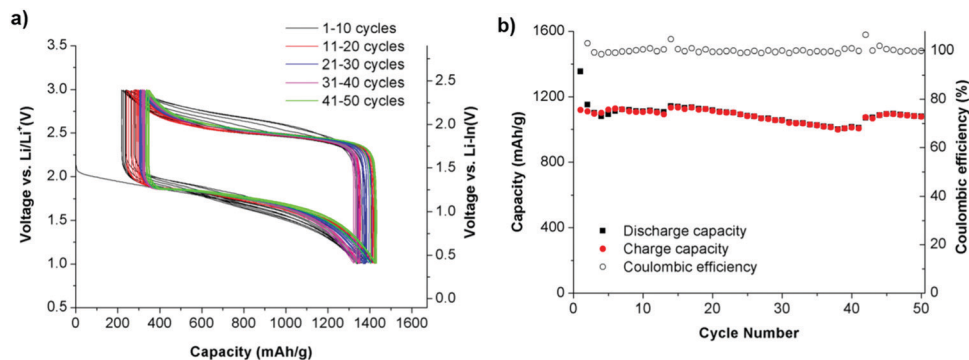 a)
1-10 cycles
11-20 cycles
21-30 cycles
31-40 cycles
41-50 cycles
Voltage vs. Li/Li⁺(V)
3.5
3.0
2.5
2.0
1.5
1.0
0.5
0 200 400 600 800 1000 1200 1400 1600
Capacity (mAh/g)
2.5
2.0
1.5
1.0
0.5
0.0
Voltage vs. Li-In(V)
b)
Capacity (mAh/g)
1600
1400
1200
1000
800
600
400
200
0
Discharge capacity
Charge capacity
Coulombic efficiency
0 10 20 30 40 50
Cycle Number
100
80
60
40
20
0
Coulombic efficiency (%)